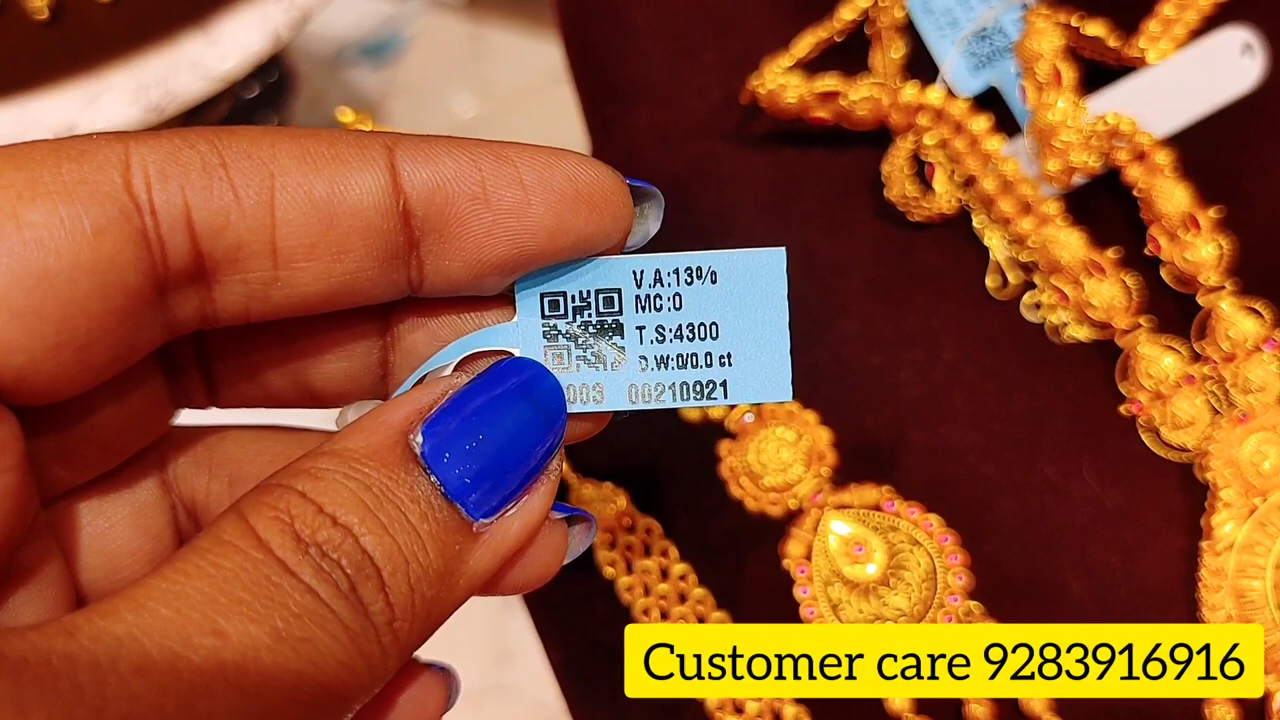 V.A:13%
MC:0
T.S:4300
D.W:0/0.0 ct
003 00210921
Customer care 9283916916